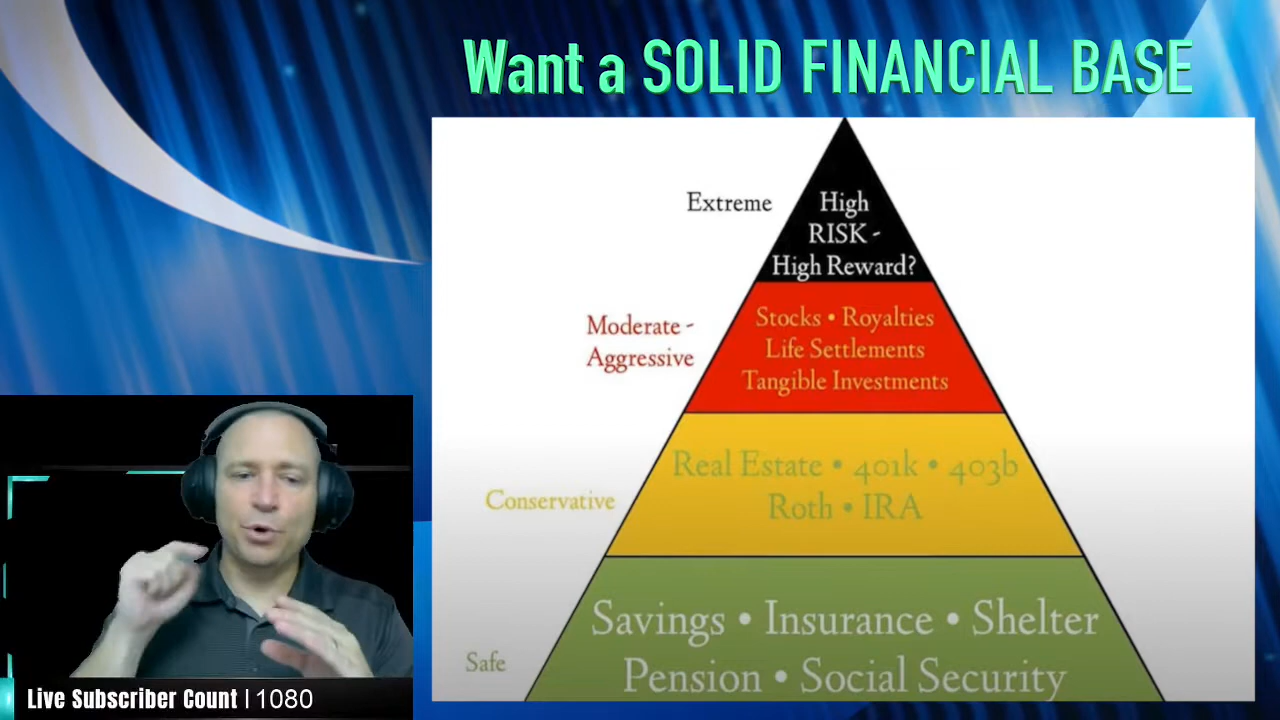 Want a SOLID FINANCIAL BASE
Extreme
High
RISK -
High Reward?
Moderate -
Aggressive
Stocks • Royalties
Life Settlements
Tangible Investments
Conservative
Real Estate • 401k • 403b
Roth • IRA
Safe
Savings • Insurance • Shelter
Pension • Social Security
Live Subscriber Count | 1080